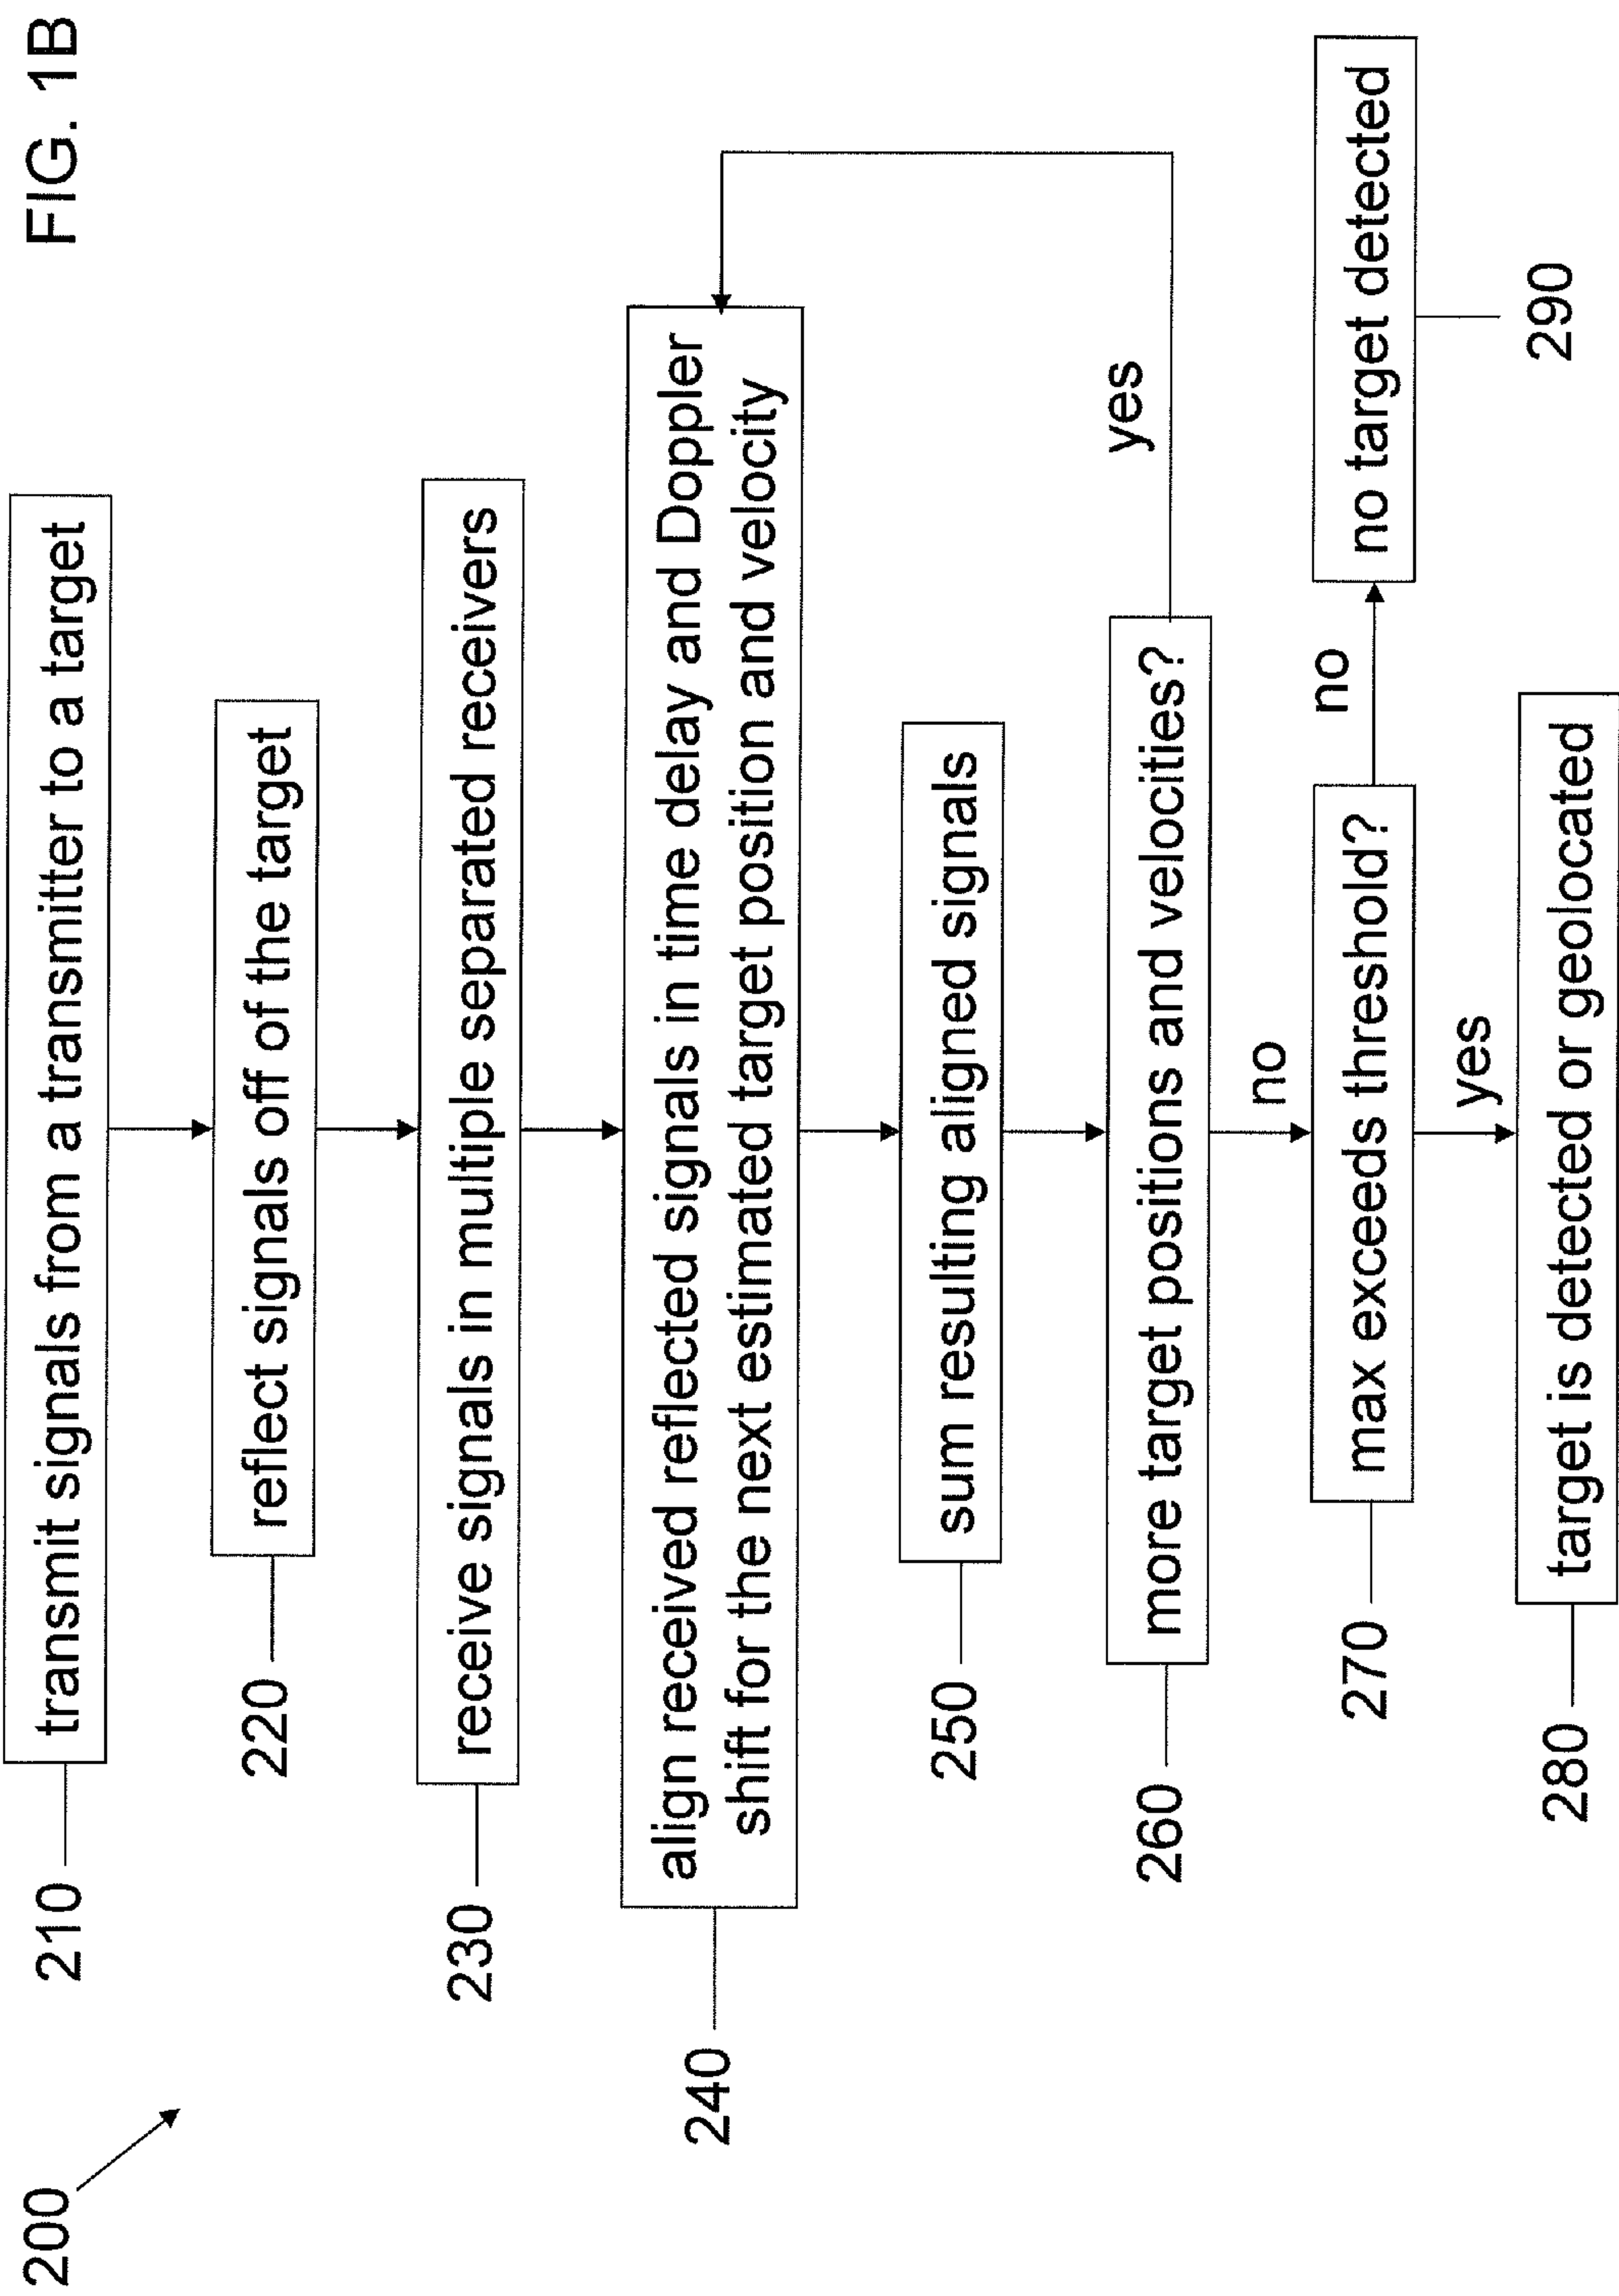 FIG. 1B
200
210
transmit signals from a transmitter to a target
220
reflect signals off of the target
230
receive signals in multiple separated receivers
240
align received reflected signals in time delay and Doppler
shift for the next estimated target position and velocity
250
sum resulting aligned signals
260
more target positions and velocities?
yes
no
270
max exceeds threshold?
no
no target detected
290
yes
280
target is detected or geolocated